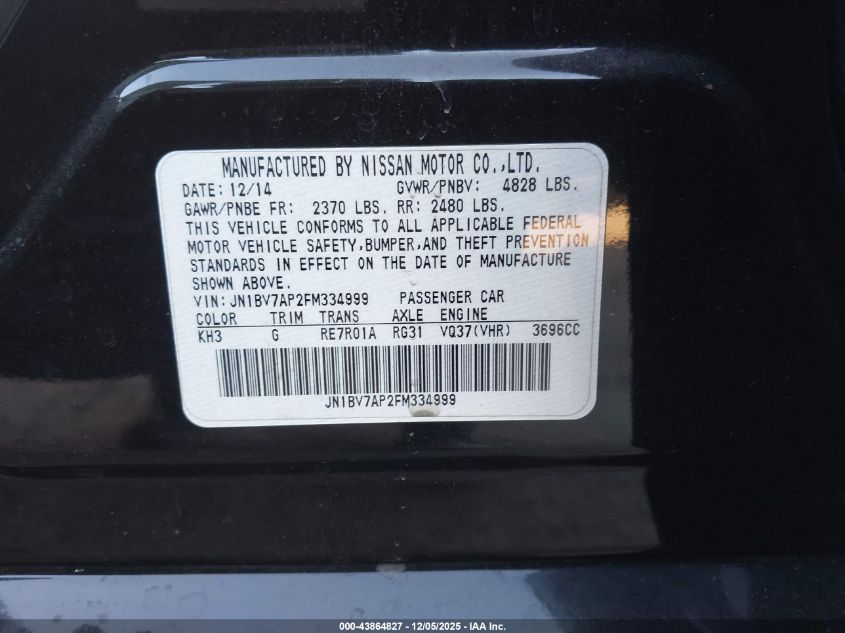 MANUFACTURED BY NISSAN MOTOR CO.,LTD.
DATE: 12/14 GVWR/PNBV: 4828 LBS.
GAWR/PNBE FR: 2370 LBS. RR: 2480 LBS.
THIS VEHICLE CONFORMS TO ALL APPLICABLE FEDERAL
MOTOR VEHICLE SAFETY,BUMPER,AND THEFT PREVENTION
STANDARDS IN EFFECT ON THE DATE OF MANUFACTURE
SHOWN ABOVE.
VIN:JN1BV7AP2FM334999 PASSENGER CAR
COLOR TRIM TRANS AXLE ENGINE
KH3 G RE7R01A RG31 VQ37(VHR) 3696CC
JN1BV7AP2FM334999
000-43864827 - 12/05/2025 - IAA Inc.